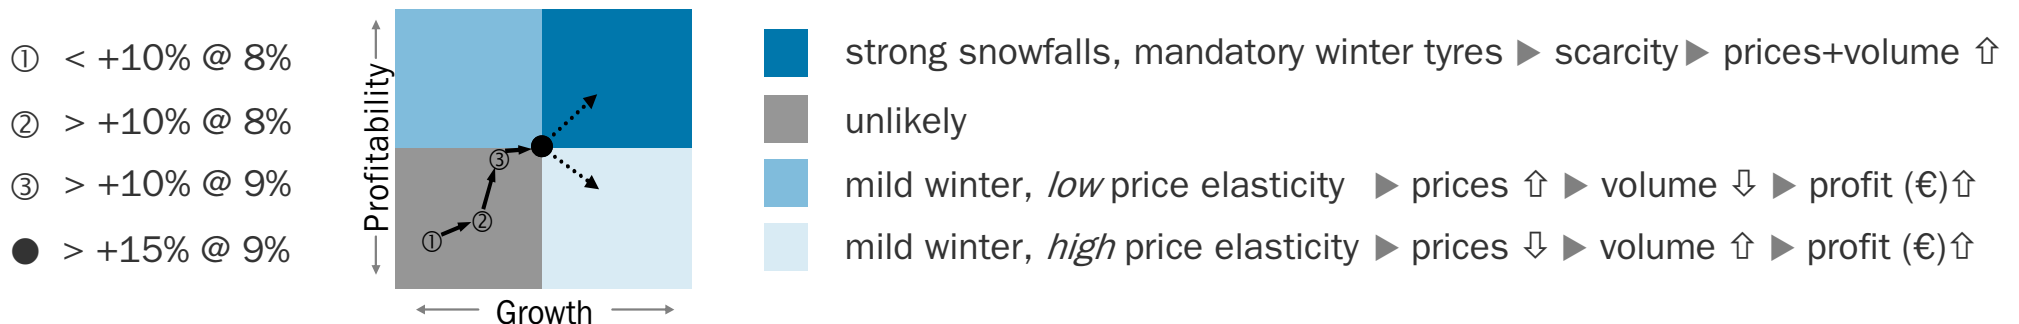 ① < +10% @ 8%
② > +10% @ 8%
③ > +10% @ 9%
● > +15% @ 9%
Profitability
Growth
①
②
③
strong snowfalls, mandatory winter tyres ▶ scarcity ▶ prices+volume ⇧
unlikely
mild winter, low price elasticity ▶ prices ⇧ ▶ volume ⇩ ▶ profit (€)⇧
mild winter, high price elasticity ▶ prices ⇩ ▶ volume ⇧ ▶ profit (€)⇧